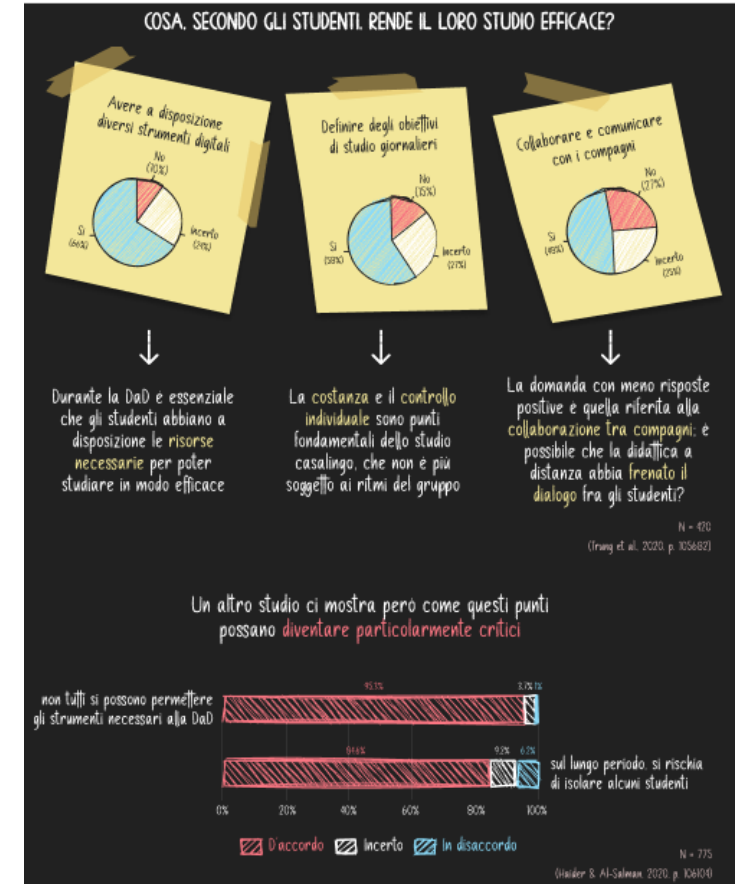 COSA, SECONDO GLI STUDENTI, RENDE IL LORO STUDIO EFFICACE?
Avere a disposizione
diversi strumenti digitali
No
(10%)
Sì
(66%)
Incerto
(24%)
Definire degli obiettivi
di studio giornalieri
No
(15%)
Sì
(58%)
Incerto
(27%)
Collaborare e comunicare
con i compagni
No
(27%)
Sì
Incerto
(25%)
Durante la DaD è essenziale
che gli studenti abbiano a
disposizione le risorse
necessarie per poter
studiare in modo efficace
La costanza e il controllo
individuale sono punti
fondamentali dello studio
casalingo, che non è più
soggetto ai ritmi del gruppo
La domanda con meno risposte
positive è quella riferita alla
collaborazione tra compagni; è
possibile che la didattica a
distanza abbia frenato il
dialogo fra gli studenti?
N = 420
(Trung et al., 2020, p. 105682)
Un altro studio ci mostra però come questi punti
possano diventare particolarmente critici
non tutti si possono permettere
gli strumenti necessari alla DaD
3.7% 1%
84.6% 9.2% 6.2%
sul lungo periodo, si rischia
di isolare alcuni studenti
0% 20% 40% 60% 80% 100%
D'accordo Incerto In disaccordo
N = 775
(Haider & Al-Salman, 2020, p. 106104)